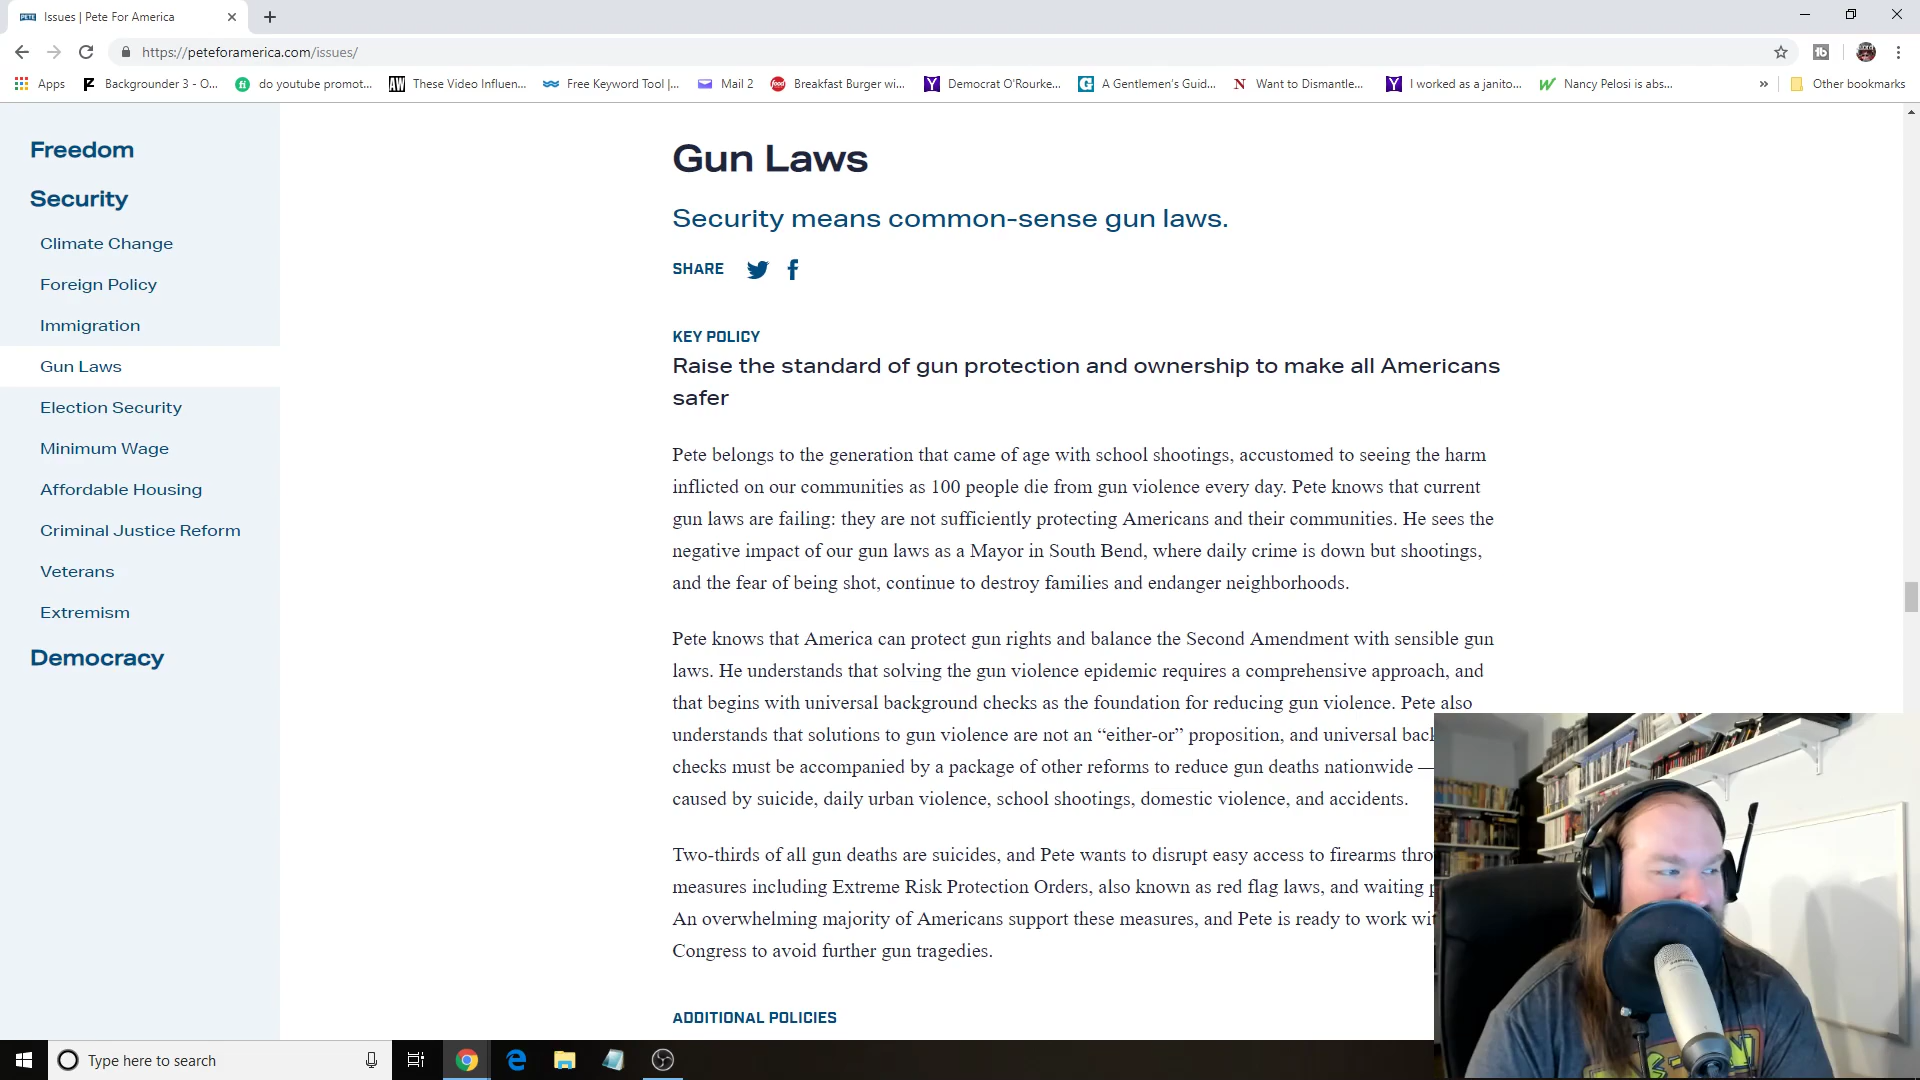 Issues | Pete For America
https://peteforamerica.com/issues/
Apps
Backgrounder 3 - O...
do youtube promot...
These Video Influen...
Free Keyword Tool |...
Mail 2
Breakfast Burger wi...
Democrat O'Rourke...
A Gentlemen's Guid...
Want to Dismantle...
I worked as a janito...
Nancy Pelosi is abs...
Other bookmarks
Freedom
Security
Climate Change
Foreign Policy
Immigration
Gun Laws
Election Security
Minimum Wage
Affordable Housing
Criminal Justice Reform
Veterans
Extremism
Democracy
Gun Laws
Security means common-sense gun laws.
SHARE
KEY POLICY
Raise the standard of gun protection and ownership to make all Americans
safer
Pete belongs to the generation that came of age with school shootings, accustomed to seeing the harm
inflicted on our communities as 100 people die from gun violence every day. Pete knows that current
gun laws are failing: they are not sufficiently protecting Americans and their communities. He sees the
negative impact of our gun laws as a Mayor in South Bend, where daily crime is down but shootings,
and the fear of being shot, continue to destroy families and endanger neighborhoods.
Pete knows that America can protect gun rights and balance the Second Amendment with sensible gun
laws. He understands that solving the gun violence epidemic requires a comprehensive approach, and
that begins with universal background checks as the foundation for reducing gun violence. Pete also
understands that solutions to gun violence are not an “either-or” proposition, and universal back
checks must be accompanied by a package of other reforms to reduce gun deaths nationwide —
caused by suicide, daily urban violence, school shootings, domestic violence, and accidents.
Two-thirds of all gun deaths are suicides, and Pete wants to disrupt easy access to firearms thro
measures including Extreme Risk Protection Orders, also known as red flag laws, and waiting
An overwhelming majority of Americans support these measures, and Pete is ready to work wit
Congress to avoid further gun tragedies.
ADDITIONAL POLICIES
Type here to search